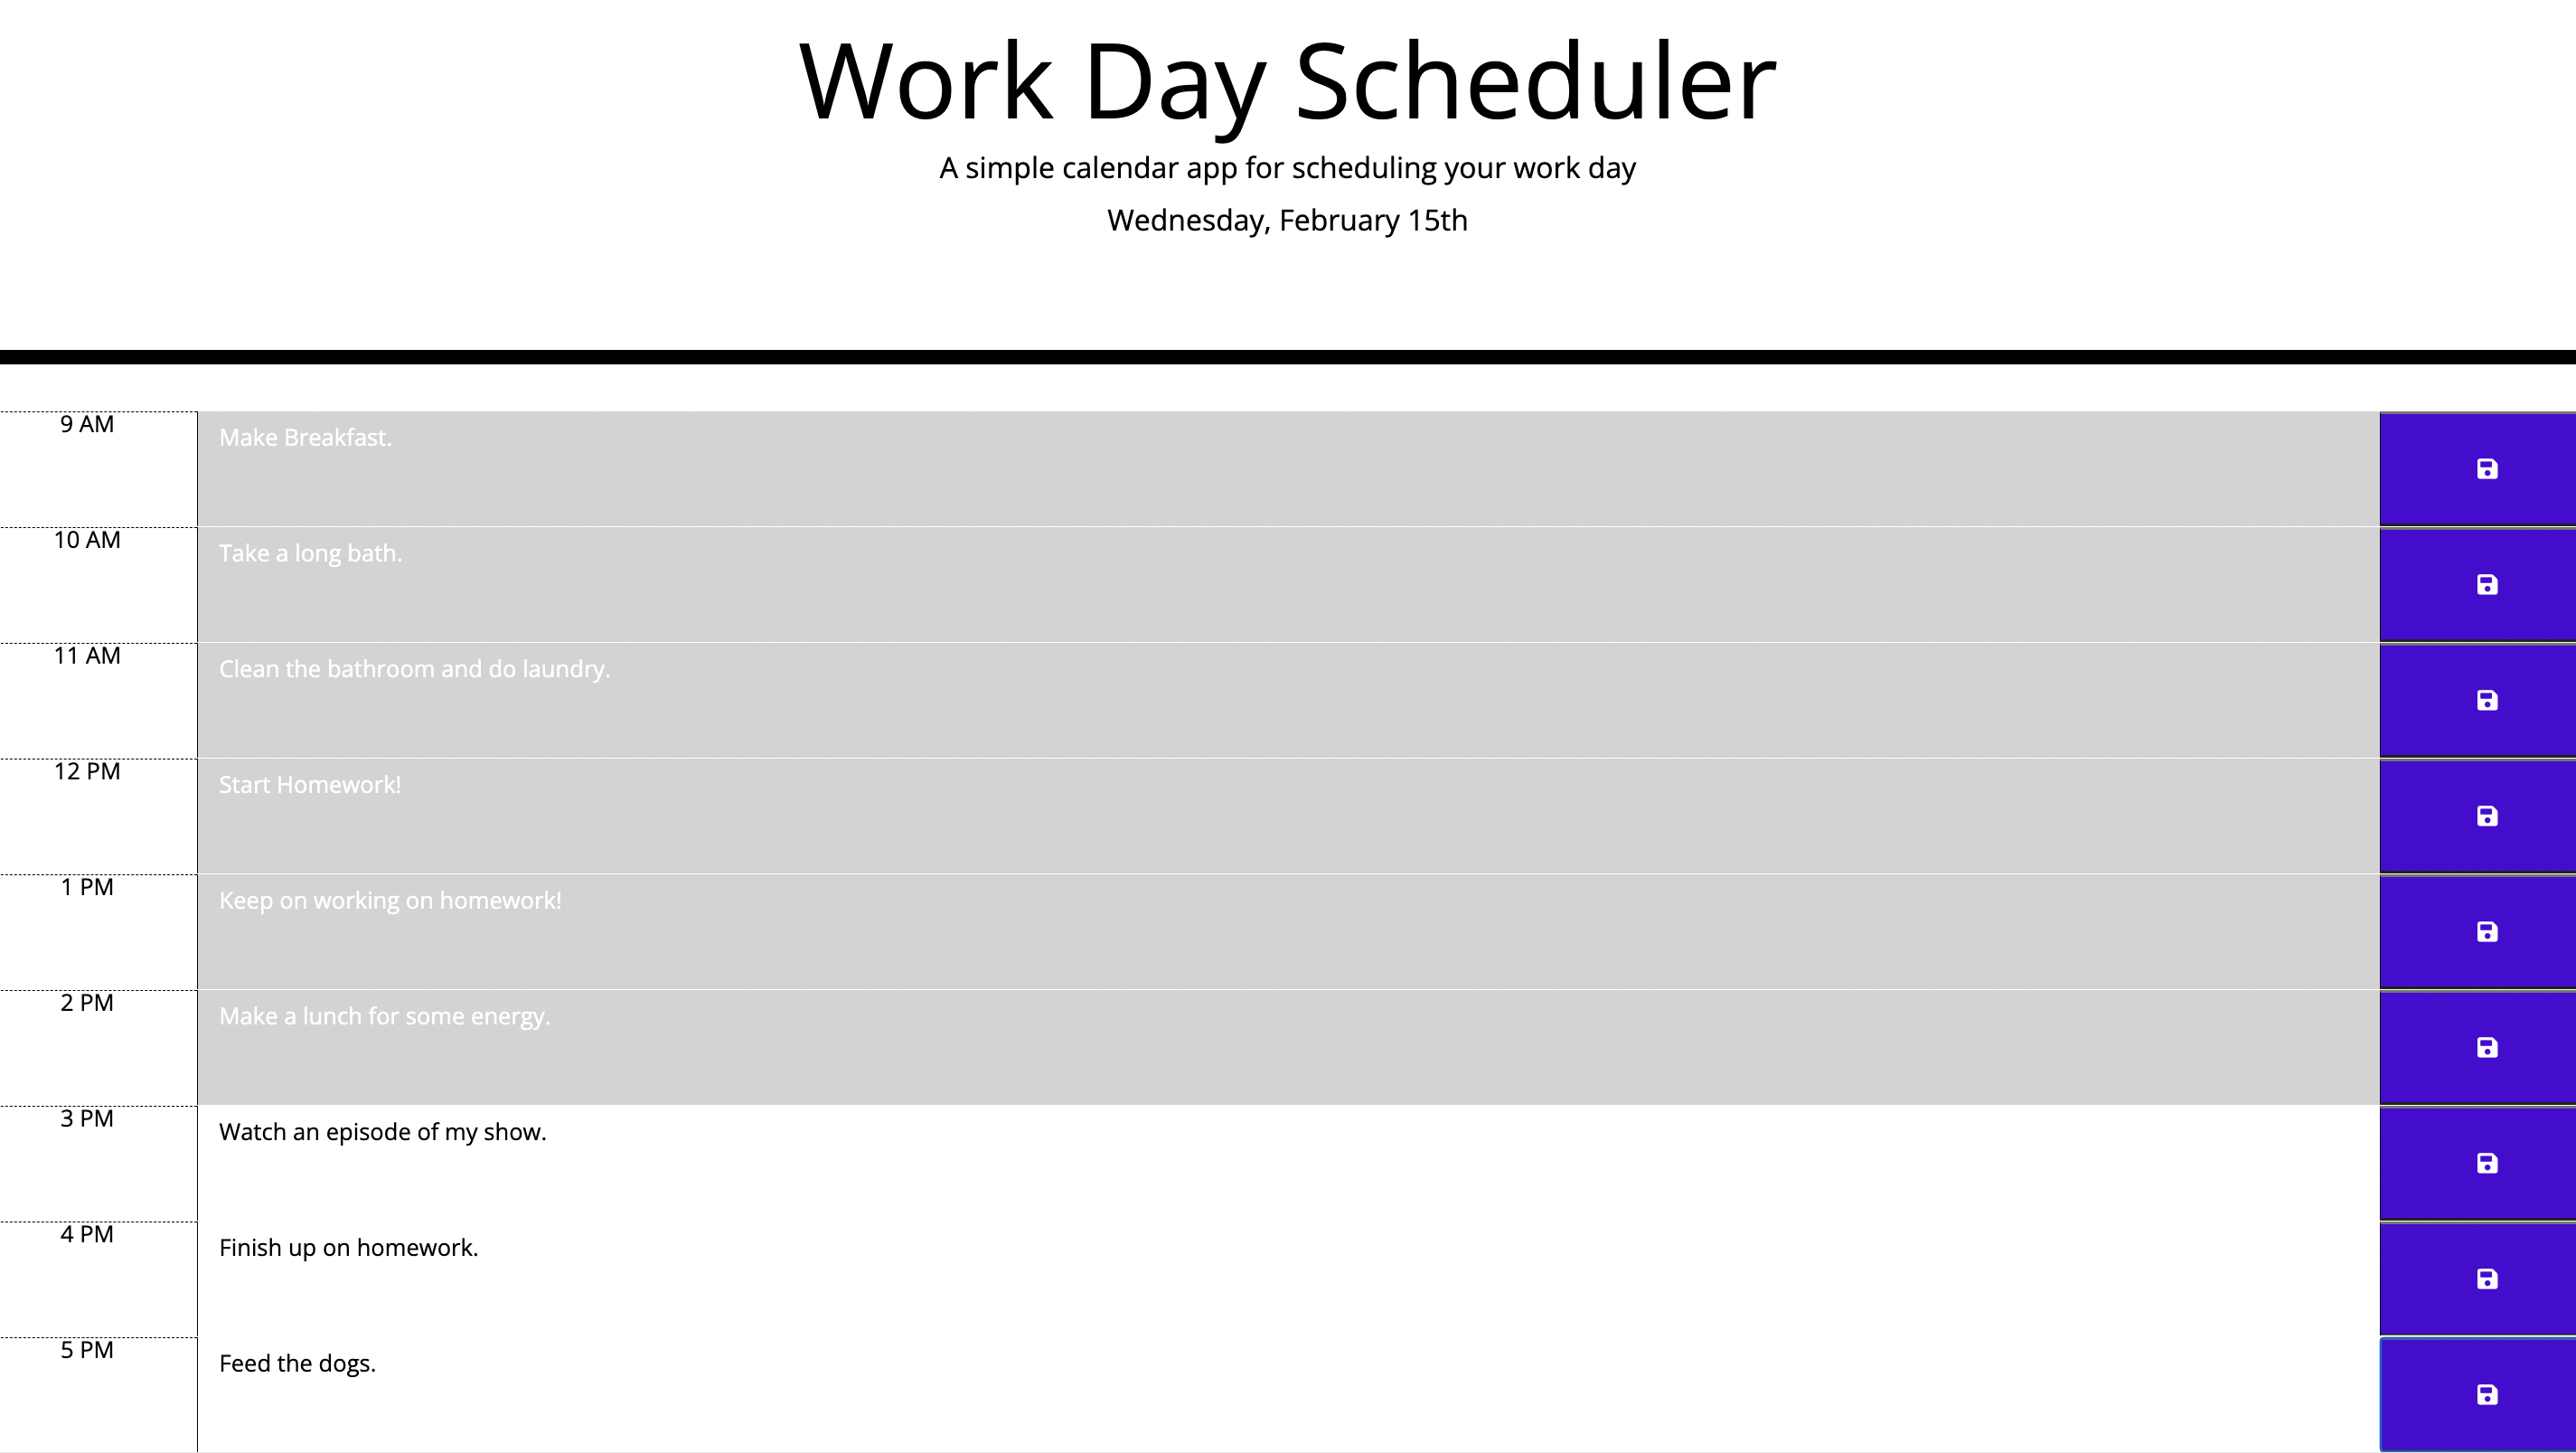 Work Day Scheduler
A simple calendar app for scheduling your work day
Wednesday, February 15th
9 AM
Make Breakfast.
10 AM
Take a long bath.
11 AM
Clean the bathroom and do laundry.
12 PM
Start Homework!
1 PM
Keep on working on homework!
2 PM
Make a lunch for some energy.
3 PM
Watch an episode of my show.
4 PM
Finish up on homework.
5 PM
Feed the dogs.